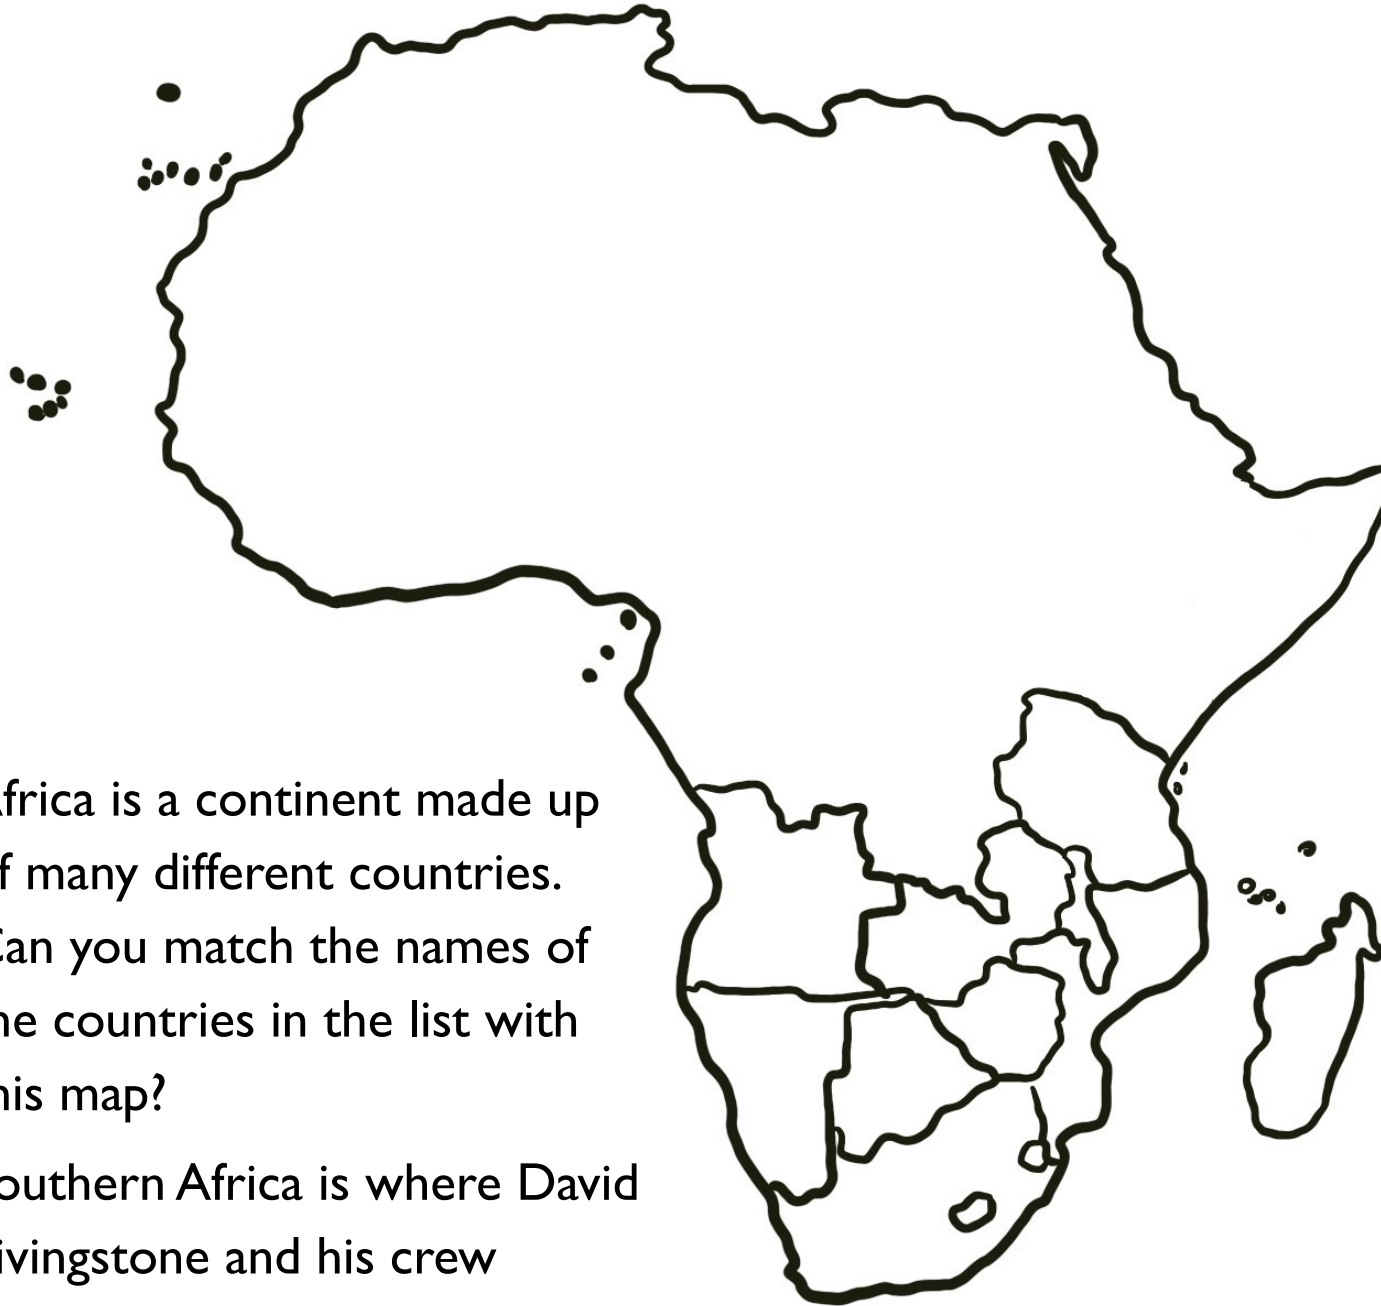 frica is a continent made up
f many different countries.
Can you match the names of
he countries in the list with
his map?
outhern Africa is where David
ivingstone and his crew